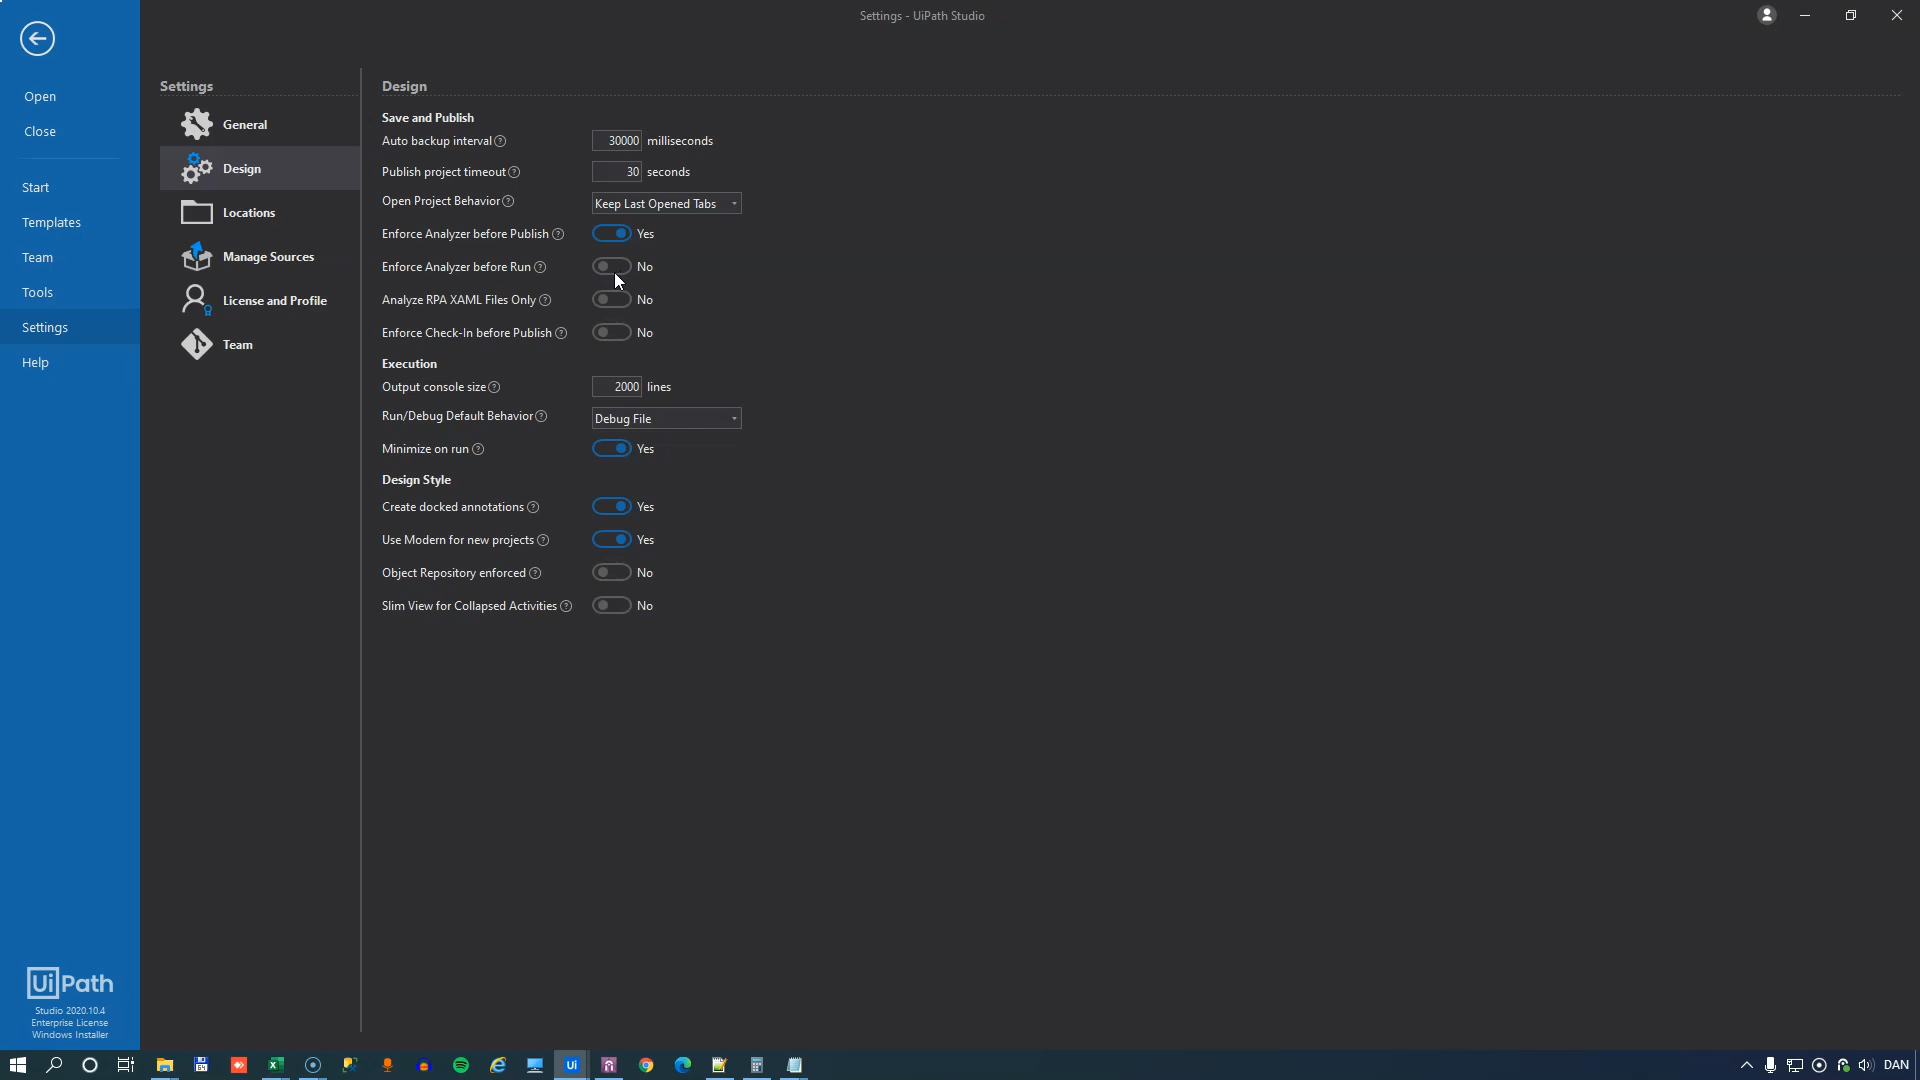 Settings - UiPath Studio
Open
Close
Start
Templates
Team
Tools
Settings
Help
Settings
General
Design
Locations
Manage Sources
License and Profile
Team
Design
Save and Publish
Auto backup interval 30000 milliseconds
Publish project timeout 30 seconds
Open Project Behavior Keep Last Opened Tabs
Enforce Analyzer before Publish Yes
Enforce Analyzer before Run No
Analyze RPA XAML Files Only No
Enforce Check-In before Publish No
Execution
Output console size 2000 lines
Run/Debug Default Behavior Debug File
Minimize on run Yes
Design Style
Create docked annotations Yes
Use Modern for new projects Yes
Object Repository enforced No
Slim View for Collapsed Activities No
UiPath
Studio 2020.10.4
Enterprise License
Windows Installer
Ui
DAN